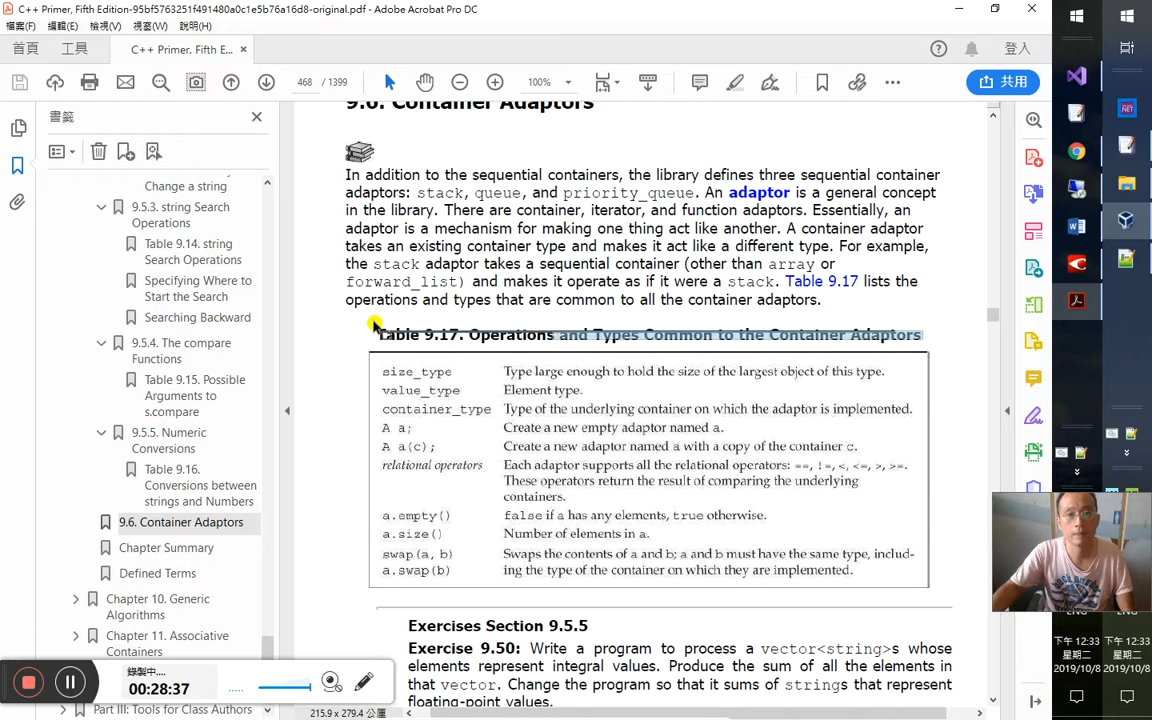 C++ Primer, Fifth Edition-95bf5763251f491480a0c1e5b76a16d8-original.pdf - Adobe Acrobat Pro DC
檔案(F) 編輯(E) 檢視(V) 視窗(W) 說明(H)
首頁 工具 C++ Primer, Fifth E... × 登入
468 / 1399 100% 共用
書籤
Change a string
9.5.3. string Search
Operations
Table 9.14. string
Search Operations
Specifying Where to
Start the Search
Searching Backward
9.5.4. The compare
Functions
Table 9.15. Possible
Arguments to
s.compare
9.5.5. Numeric
Conversions
Table 9.16.
Conversions between
strings and Numbers
9.6. Container Adaptors
Chapter Summary
Defined Terms
Chapter 10. Generic
Algorithms
Chapter 11. Associative
Containers
Part III: Tools for Class Authors
錄製中....
00:28:37
9.6. Container Adaptors
In addition to the sequential containers, the library defines three sequential container
adaptors: stack, queue, and priority_queue. An adaptor is a general concept
in the library. There are container, iterator, and function adaptors. Essentially, an
adaptor is a mechanism for making one thing act like another. A container adaptor
takes an existing container type and makes it act like a different type. For example,
the stack adaptor takes a sequential container (other than array or
forward_list) and makes it operate as if it were a stack. Table 9.17 lists the
operations and types that are common to all the container adaptors.
Table 9.17. Operations and Types Common to the Container Adaptors
size_type Type large enough to hold the size of the largest object of this type.
value_type Element type.
container_type Type of the underlying container on which the adaptor is implemented.
A a; Create a new empty adaptor named a.
A a(c); Create a new adaptor named a with a copy of the container c.
relational operators Each adaptor supports all the relational operators: ==, !=, <, <=, >, >=.
These operators return the result of comparing the underlying
containers.
a.empty() false if a has any elements, true otherwise.
a.size() Number of elements in a.
swap(a, b) Swaps the contents of a and b; a and b must have the same type, includ-
a.swap(b) ing the type of the container on which they are implemented.
Exercises Section 9.5.5
Exercise 9.50: Write a program to process a vector<string>s whose
elements represent integral values. Produce the sum of all the elements in
that vector. Change the program so that it sums of strings that represent
floating-point values.
215.9 x 279.4 公釐
下午 12:33 下午 12:33
星期二 星期二
2019/10/8 2019/10/8